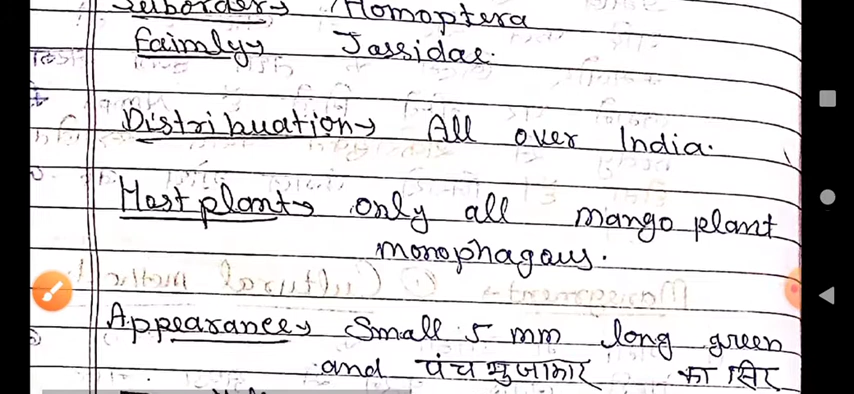 Suborder→ Homoptera
Faimly→ Jassidae.
Distribuation→ All over India.
Host plant→ only all mango plant
monophagous.
Appearance→ Small 5 mm long green
and पंचभुजाकार का सिर